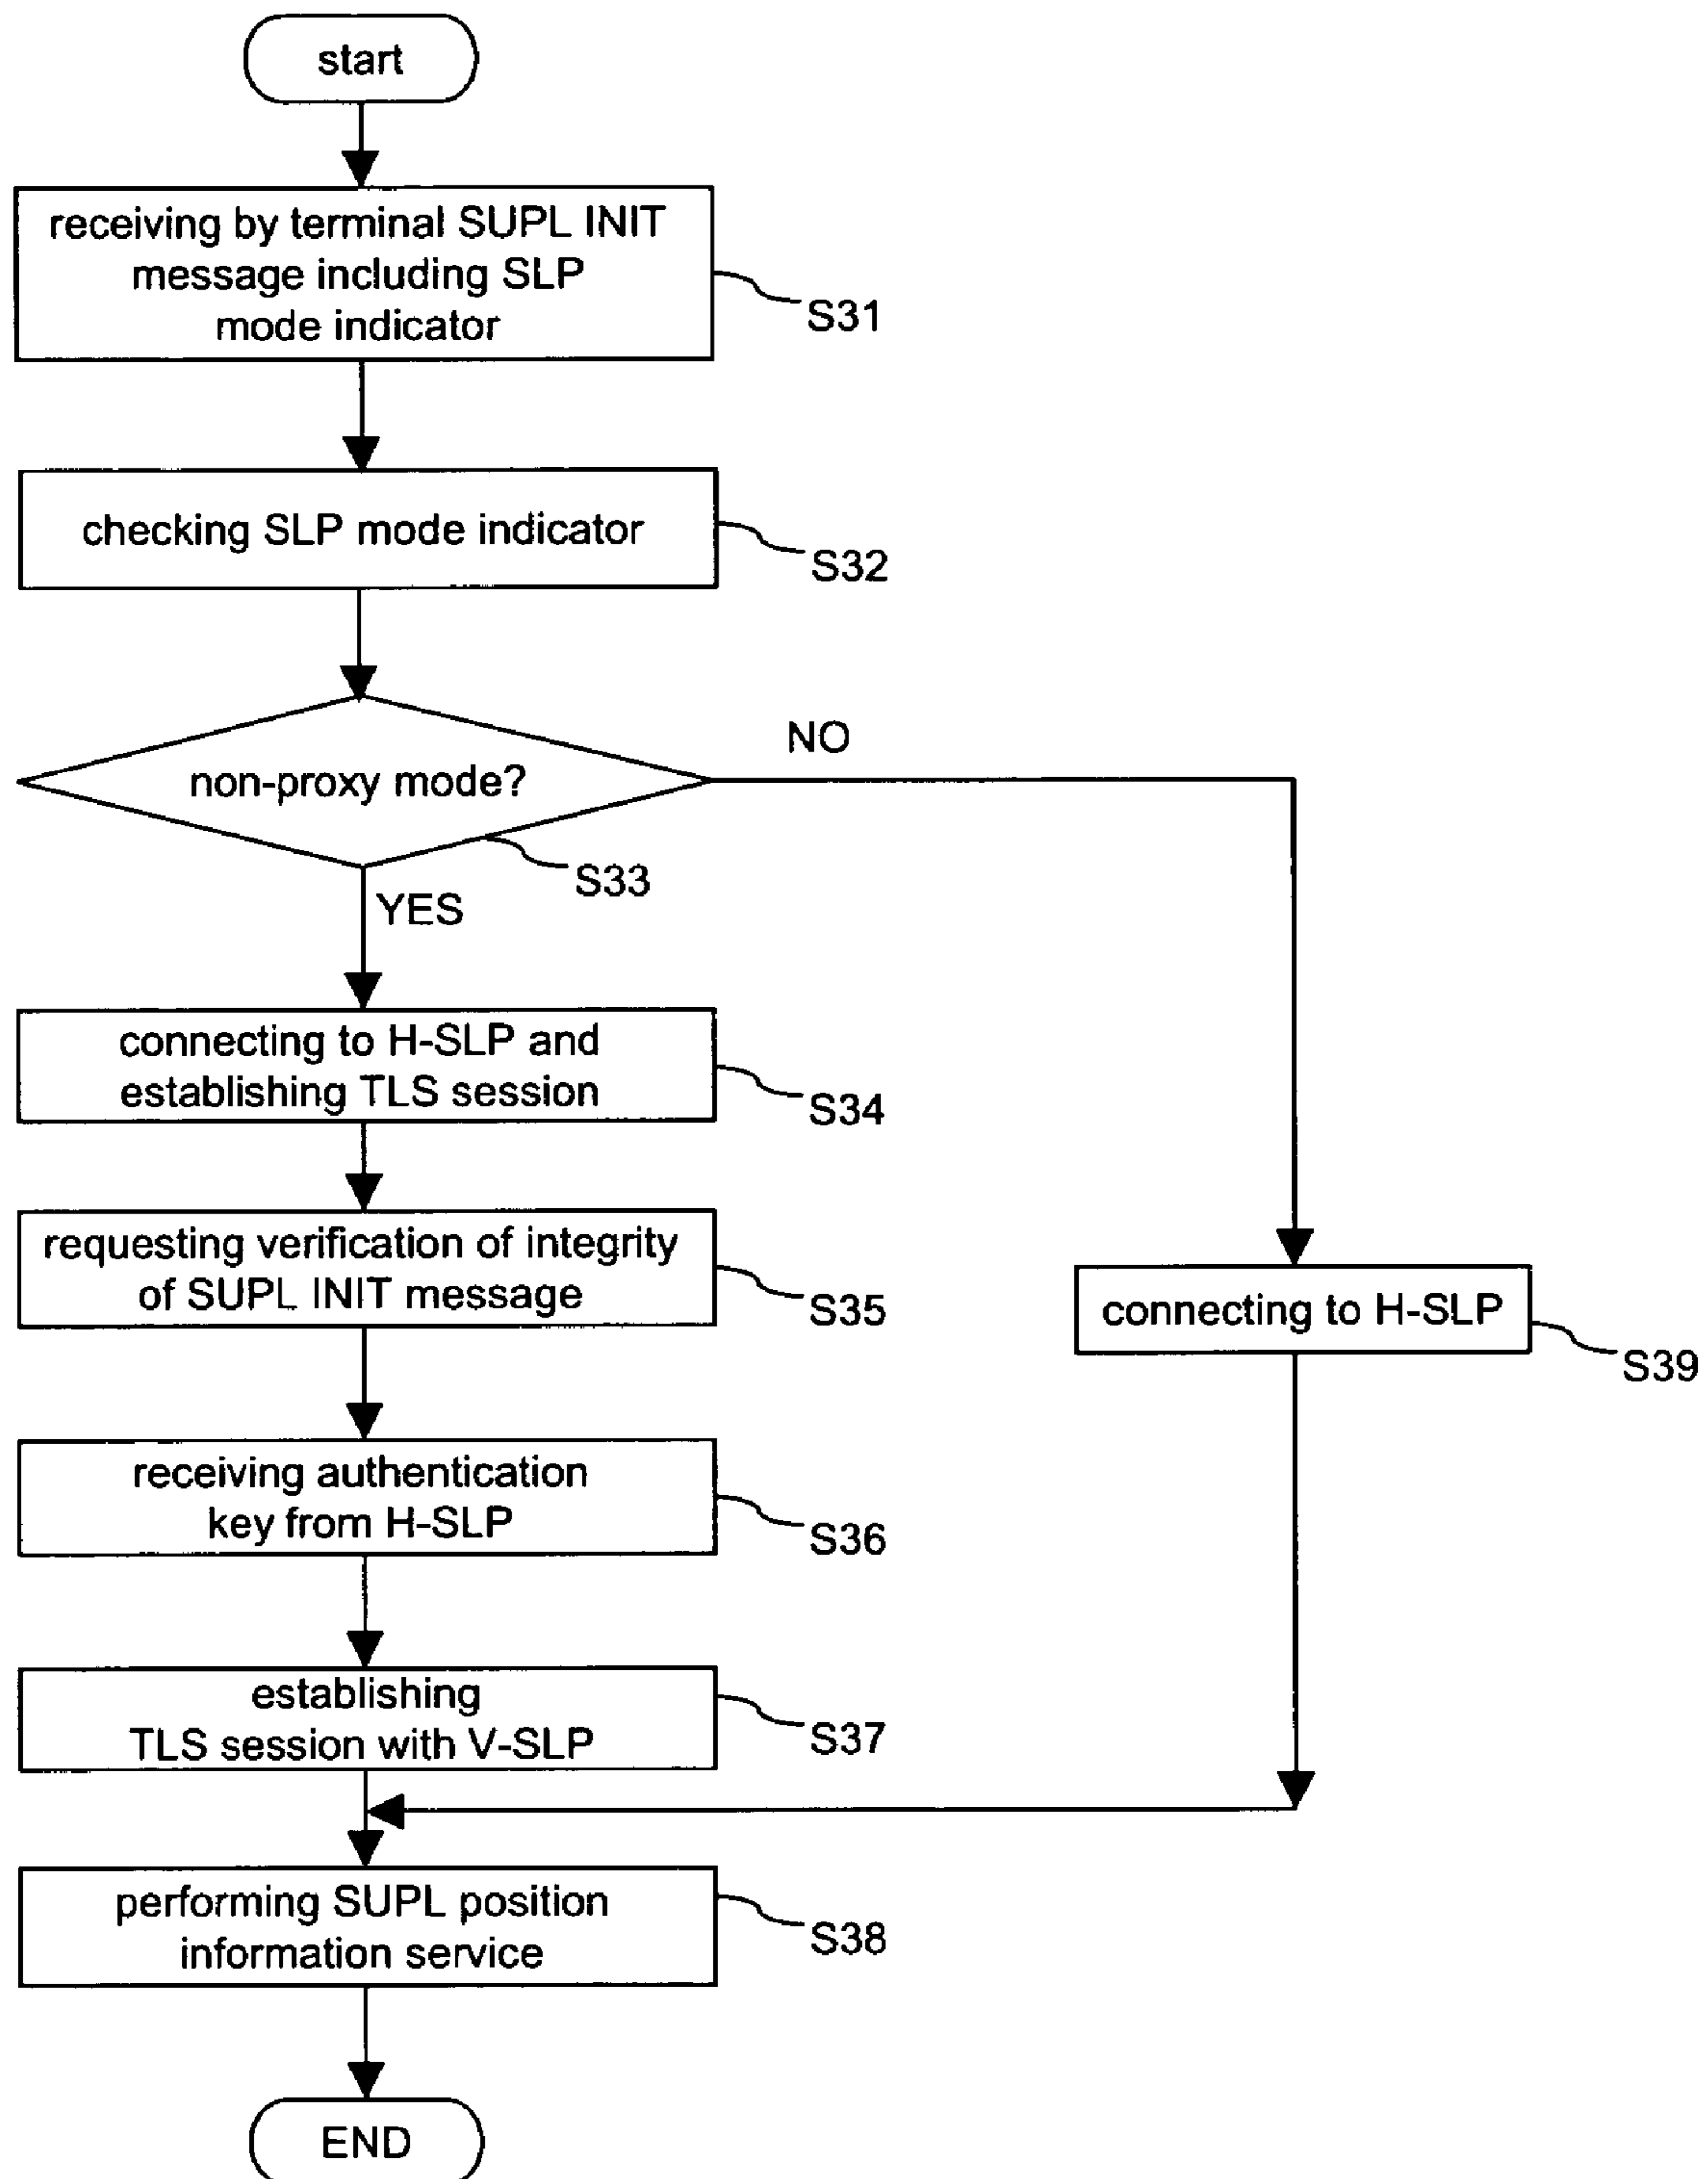 start
receiving by terminal SUPL INIT
message including SLP
mode indicator
S31
checking SLP mode indicator
S32
non-proxy mode?
NO
S33
YES
connecting to H-SLP and
establishing TLS session
S34
requesting verification of integrity
of SUPL INIT message
S35
connecting to H-SLP
S39
receiving authentication
key from H-SLP
S36
establishing
TLS session with V-SLP
S37
performing SUPL position
information service
S38
END